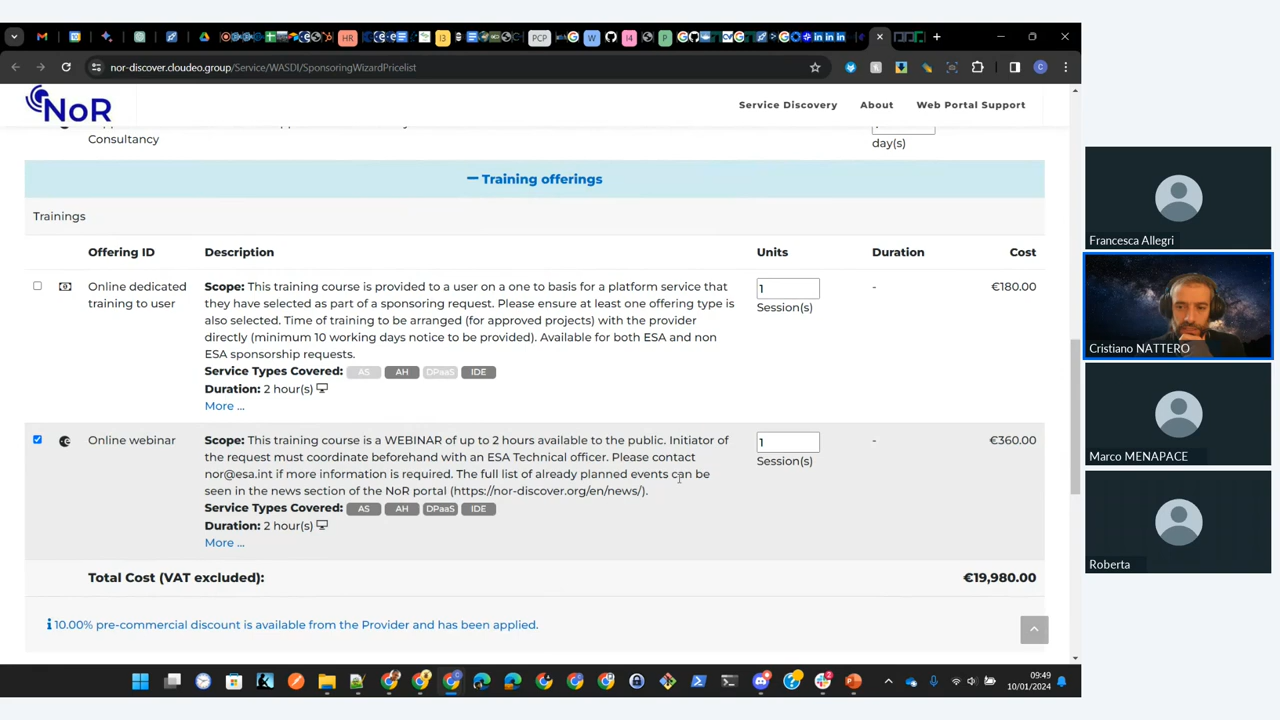 HR
I3
PCP
W
I4
P
in
in
in
nor-discover.cloudeo.group/Service/WASDI/SponsoringWizardPricelist
C
NoR
Service Discovery
About
Web Portal Support
Consultancy
day(s)
Training offerings
Trainings
Offering ID
Description
Units
Duration
Cost
Online dedicated
training to user
Scope: This training course is provided to a user on a one to basis for a platform service that
they have selected as part of a sponsoring request. Please ensure at least one offering type is
also selected. Time of training to be arranged (for approved projects) with the provider
directly (minimum 10 working days notice to be provided). Available for both ESA and non
ESA sponsorship requests.
Service Types Covered: AS AH DPaaS IDE
Duration: 2 hour(s)
More ...
1
Session(s)
-
€180.00
Online webinar
Scope: This training course is a WEBINAR of up to 2 hours available to the public. Initiator of
the request must coordinate beforehand with an ESA Technical officer. Please contact
nor@esa.int if more information is required. The full list of already planned events can be
seen in the news section of the NoR portal (https://nor-discover.org/en/news/).
Service Types Covered: AS AH DPaaS IDE
Duration: 2 hour(s)
More ...
1
Session(s)
-
€360.00
Total Cost (VAT excluded):
€19,980.00
10.00% pre-commercial discount is available from the Provider and has been applied.
09:49
10/01/2024
Francesca Allegri
Cristiano NATTERO
Marco MENAPACE
Roberta